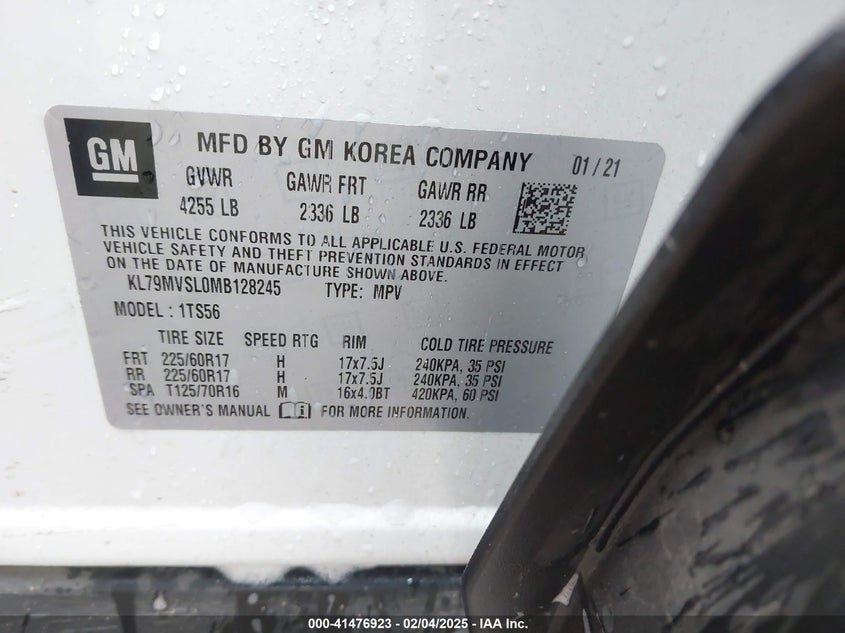 GM
MFD BY GM KOREA COMPANY 01/21
GVWR GAWR FRT GAWR RR
4255 LB 2336 LB 2336 LB
THIS VEHICLE CONFORMS TO ALL APPLICABLE U.S. FEDERAL MOTOR
VEHICLE SAFETY AND THEFT PREVENTION STANDARDS IN EFFECT
ON THE DATE OF MANUFACTURE SHOWN ABOVE.
KL79MVSL0MB128245 TYPE: MPV
MODEL : 1TS56
TIRE SIZE SPEED RTG RIM COLD TIRE PRESSURE
FRT 225/60R17 H 17x7.5J 240KPA, 35 PSI
RR 225/60R17 H 17x7.5J 240KPA, 35 PSI
SPA T125/70R16 M 16x4.0BT 420KPA, 60 PSI
SEE OWNER'S MANUAL FOR MORE INFORMATION.
000-41476923 - 02/04/2025 - IAA Inc.